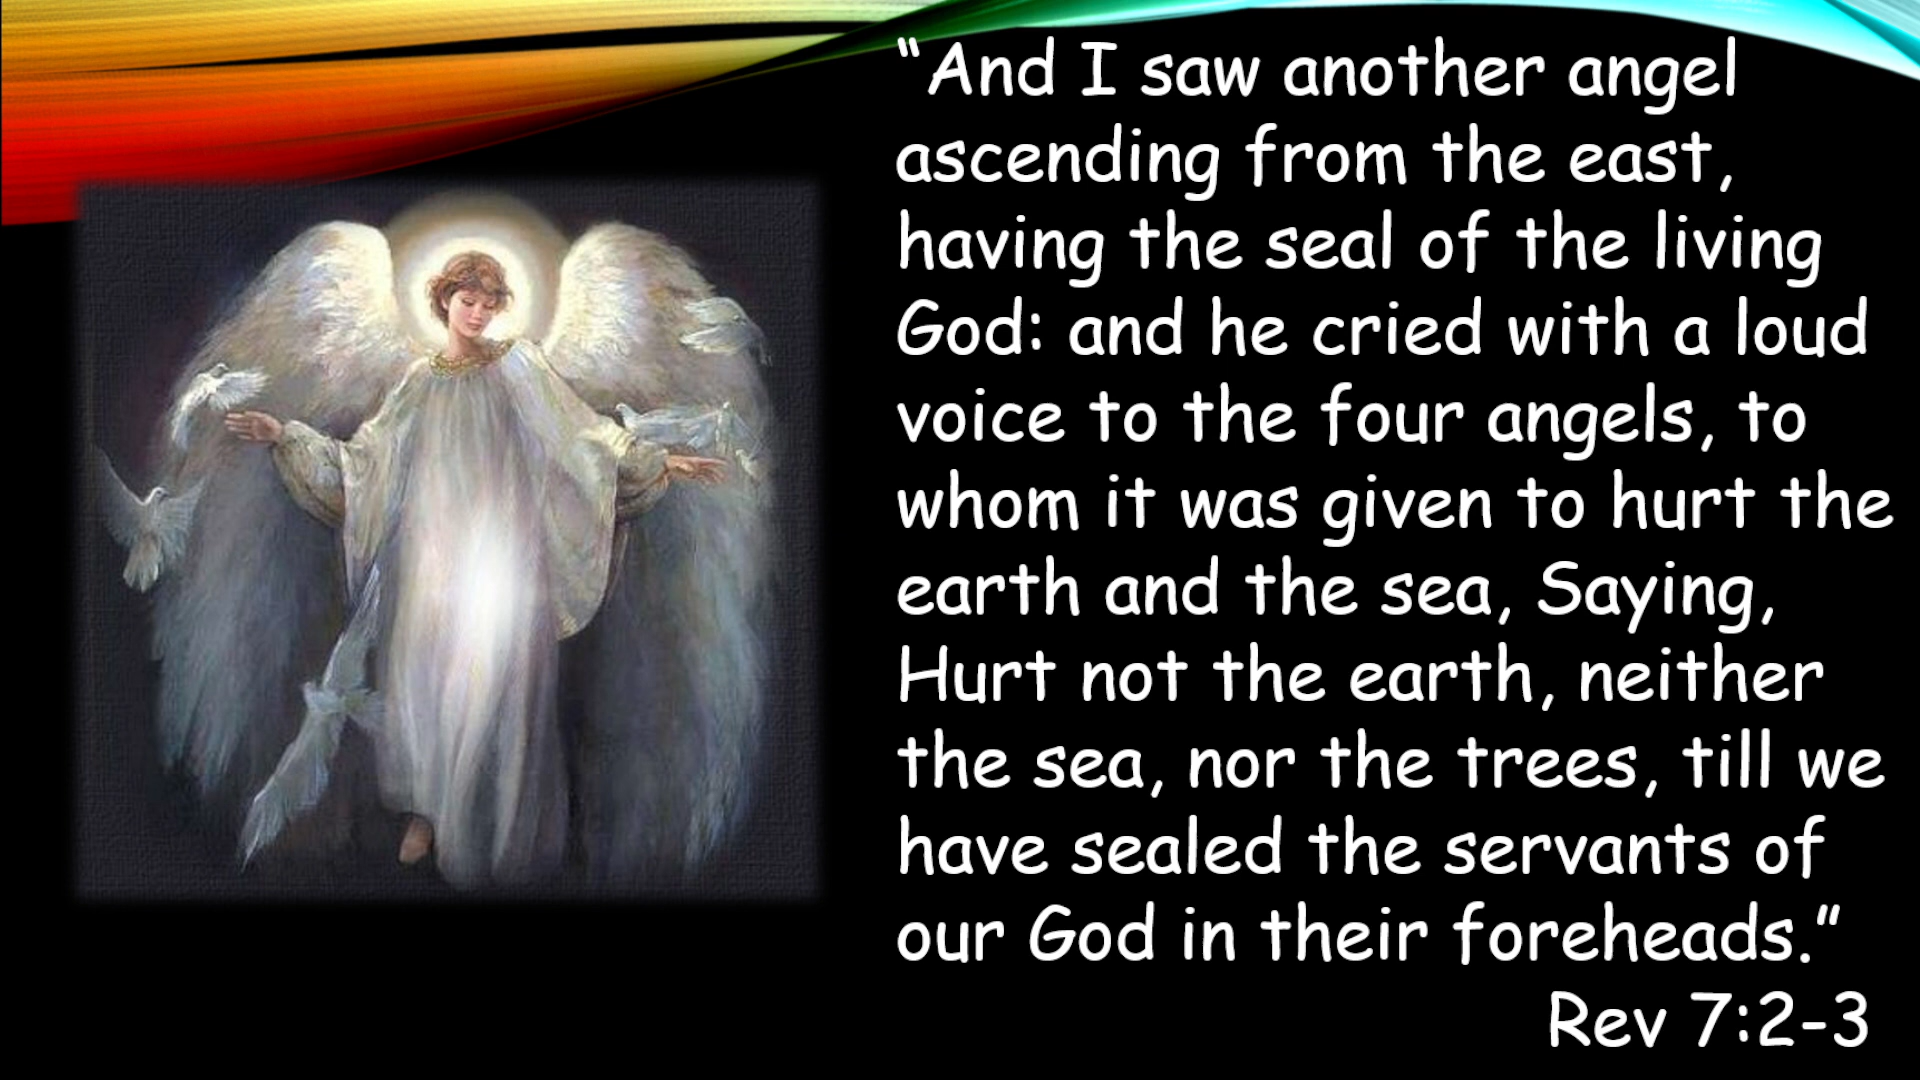 “And I saw another angel
ascending from the east,
having the seal of the living
God: and he cried with a loud
voice to the four angels, to
whom it was given to hurt the
earth and the sea, Saying,
Hurt not the earth, neither
the sea, nor the trees, till we
have sealed the servants of
our God in their foreheads.”
Rev 7:2-3